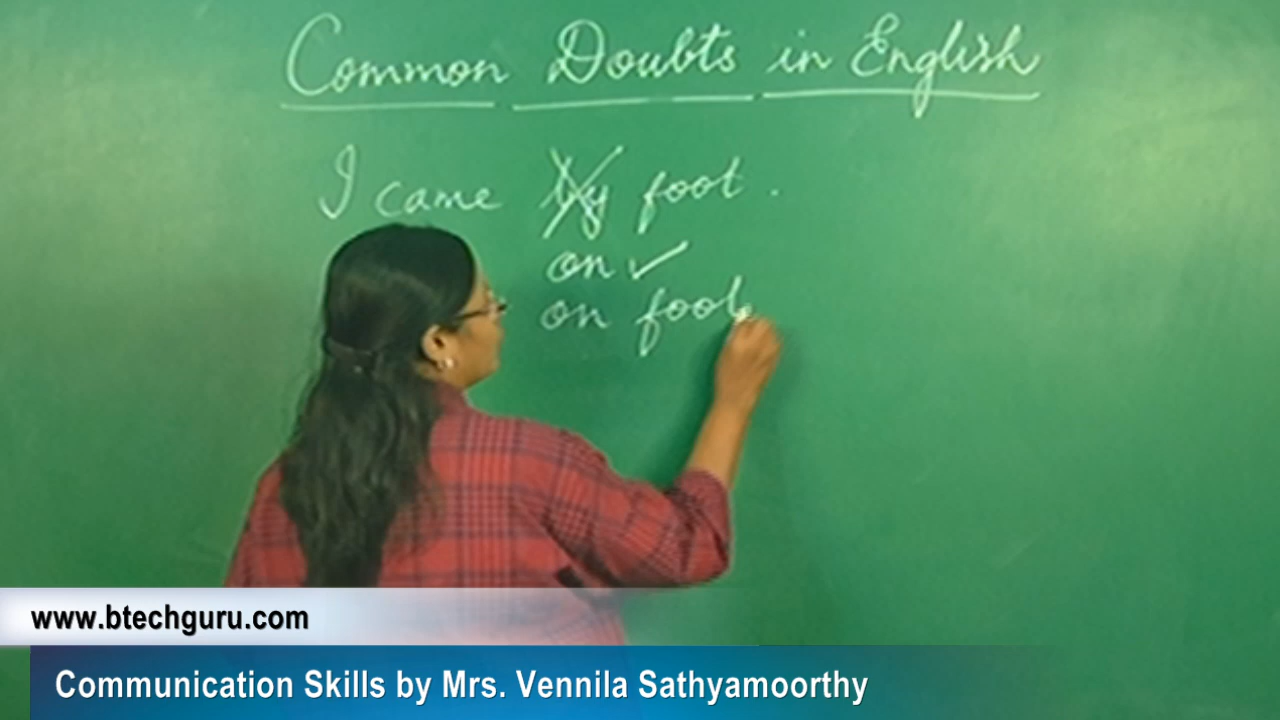 Common Doubts in English
I came by foot.
on ✓
on foot
www.btechguru.com
Communication Skills by Mrs. Vennila Sathyamoorthy